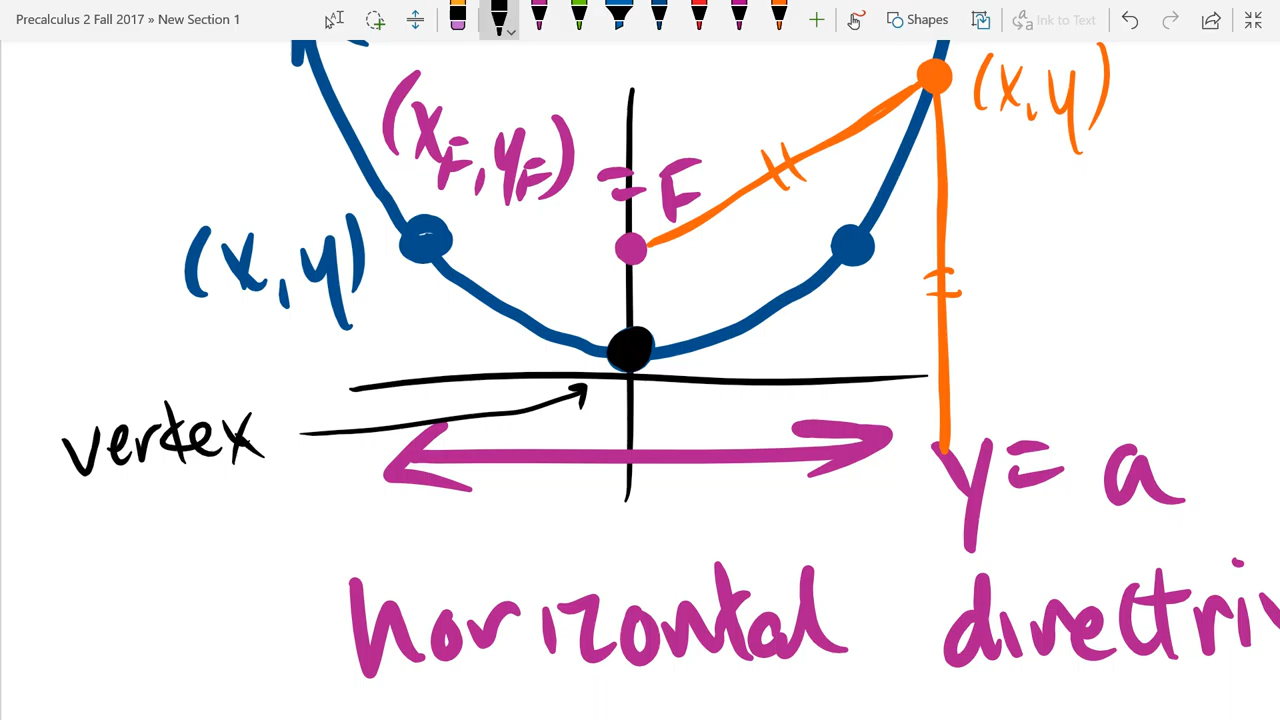 Precalculus 2 Fall 2017 » New Section 1
Shapes
Ink to Text
(x, y)
(x_F, y_F) = F
(x, y)
vertex
y = a
horizontal directri